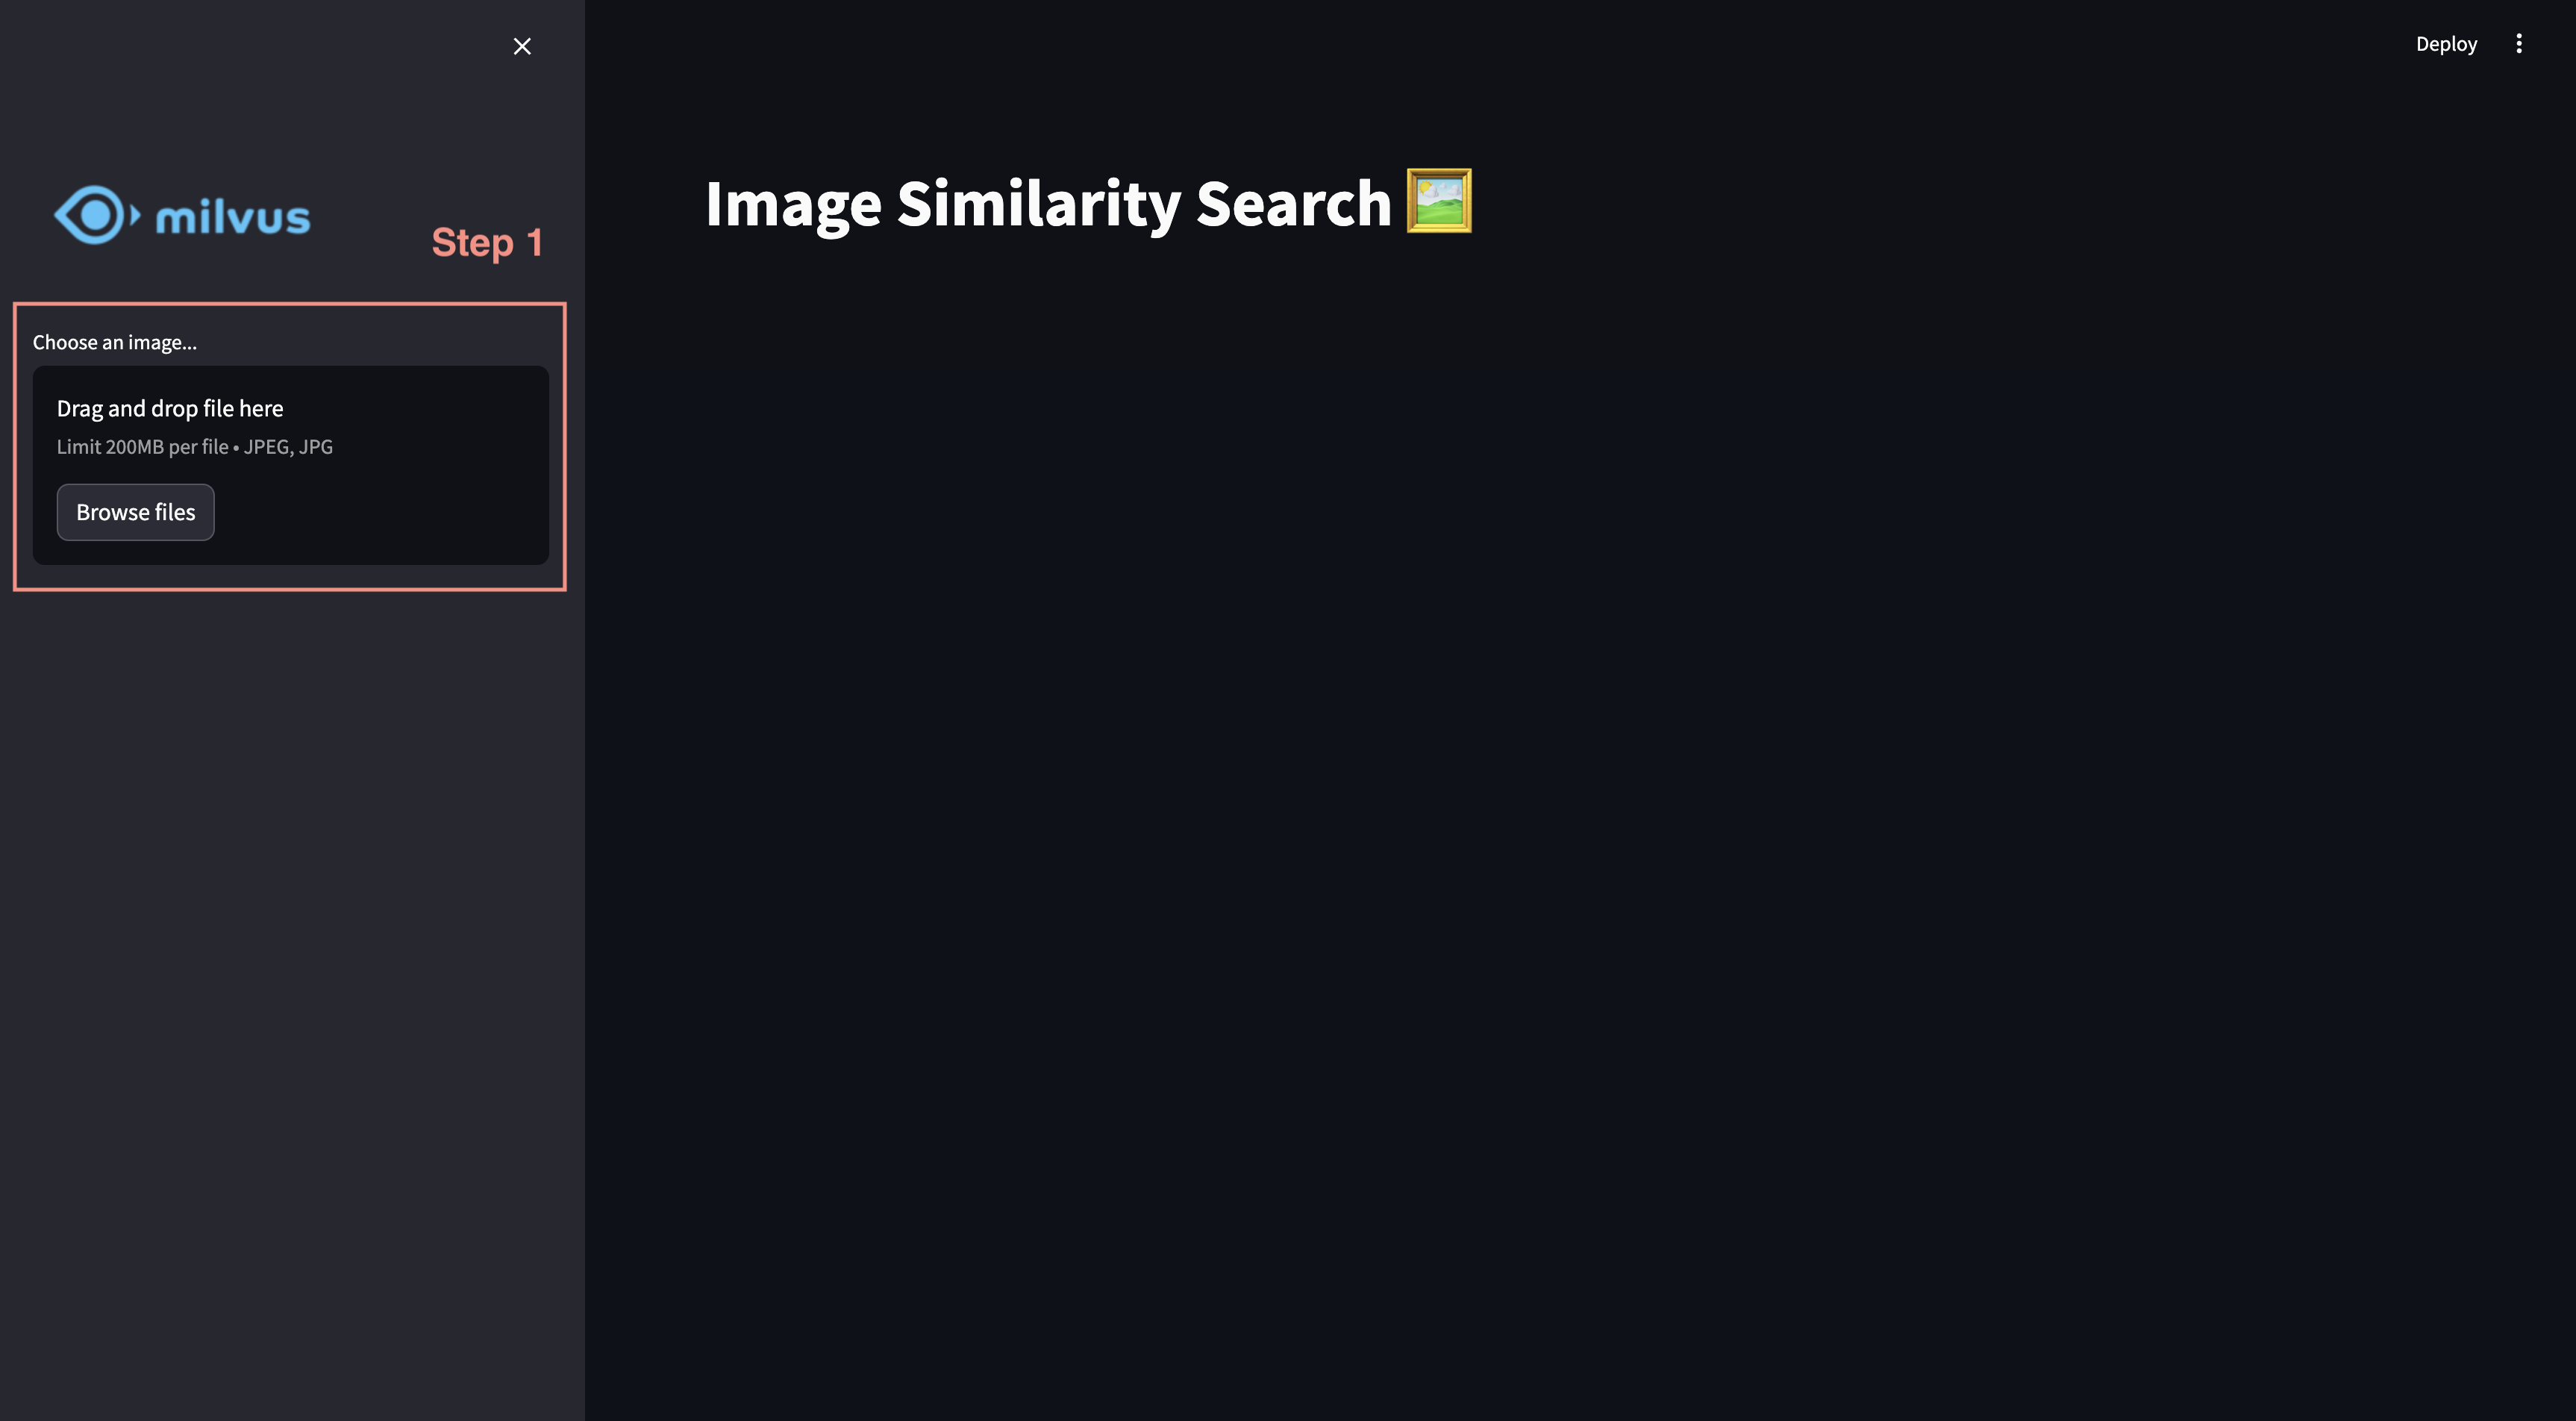 milvus
Step 1
Choose an image...
Drag and drop file here
Limit 200MB per file • JPEG, JPG
Browse files
Deploy
Image Similarity Search